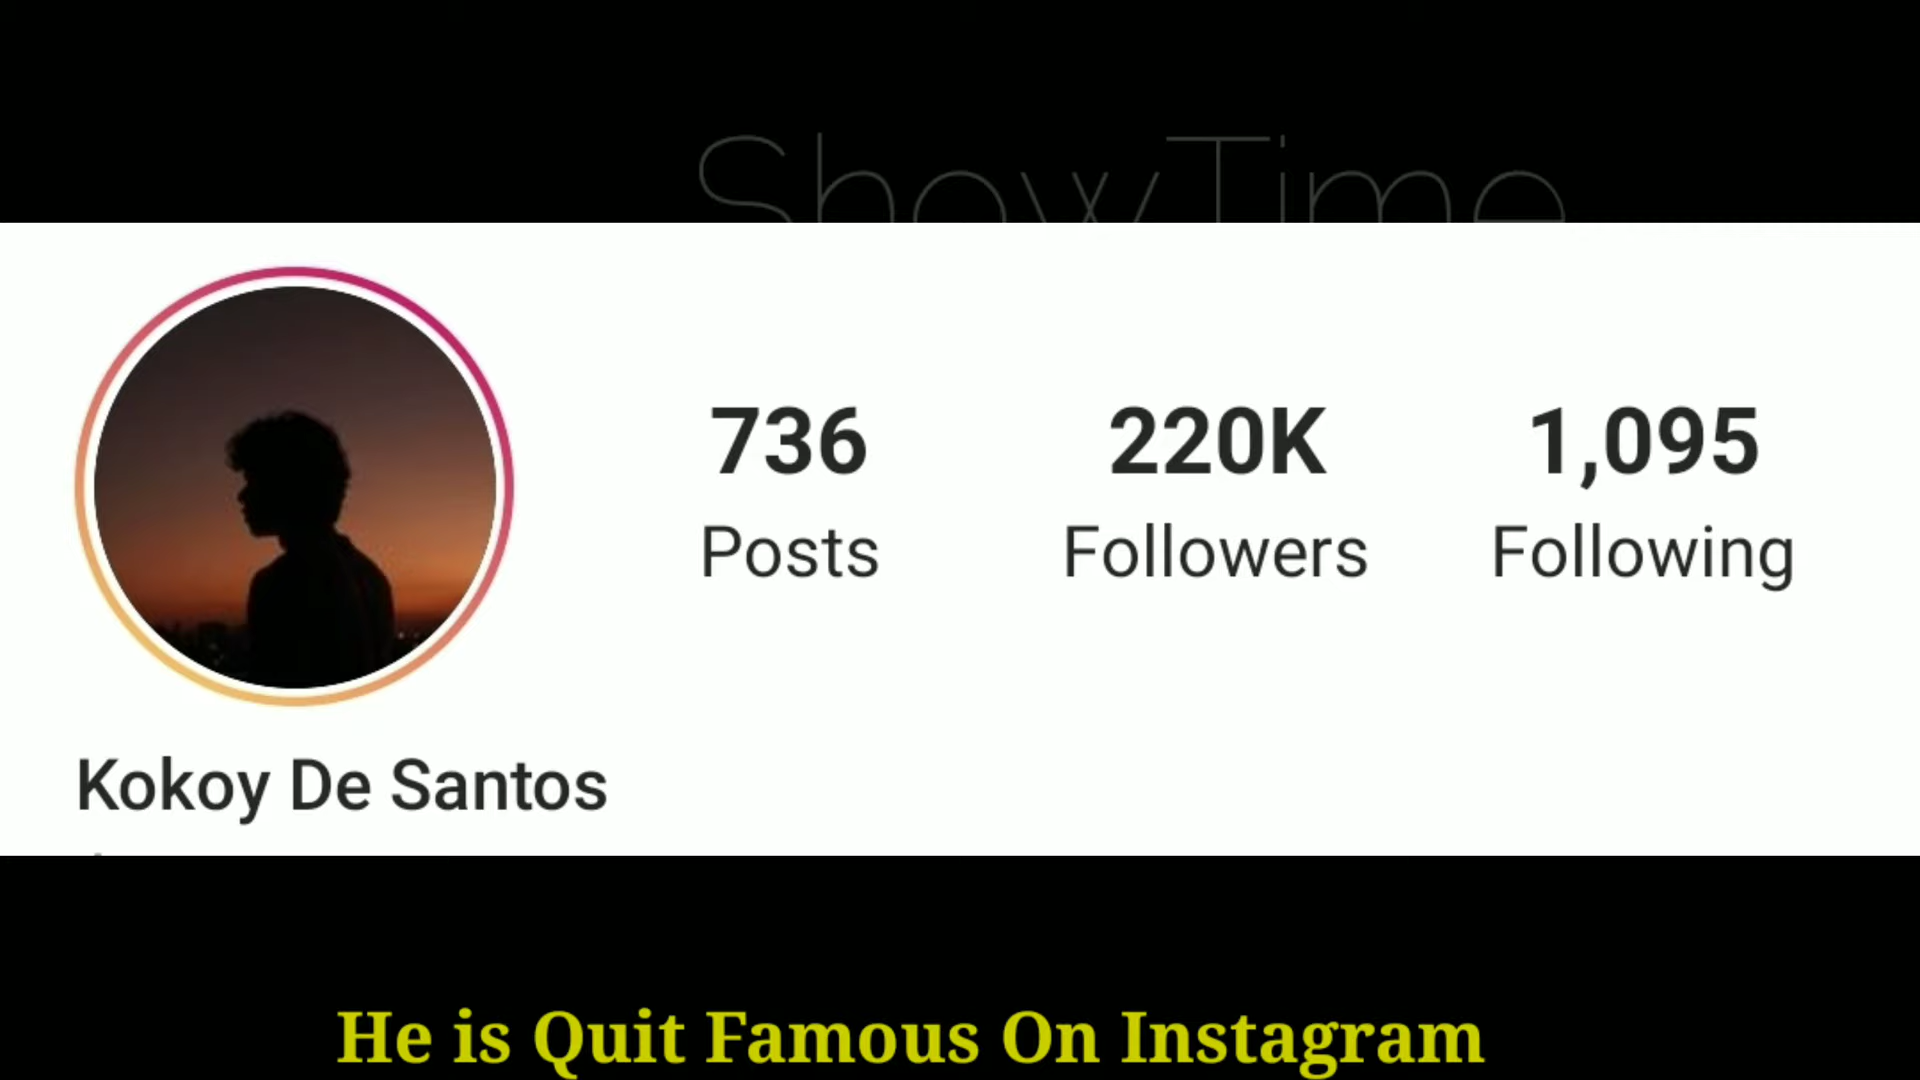 ShowTime
736 220K 1,095
Posts Followers Following
Kokoy De Santos
He is Quit Famous On Instagram